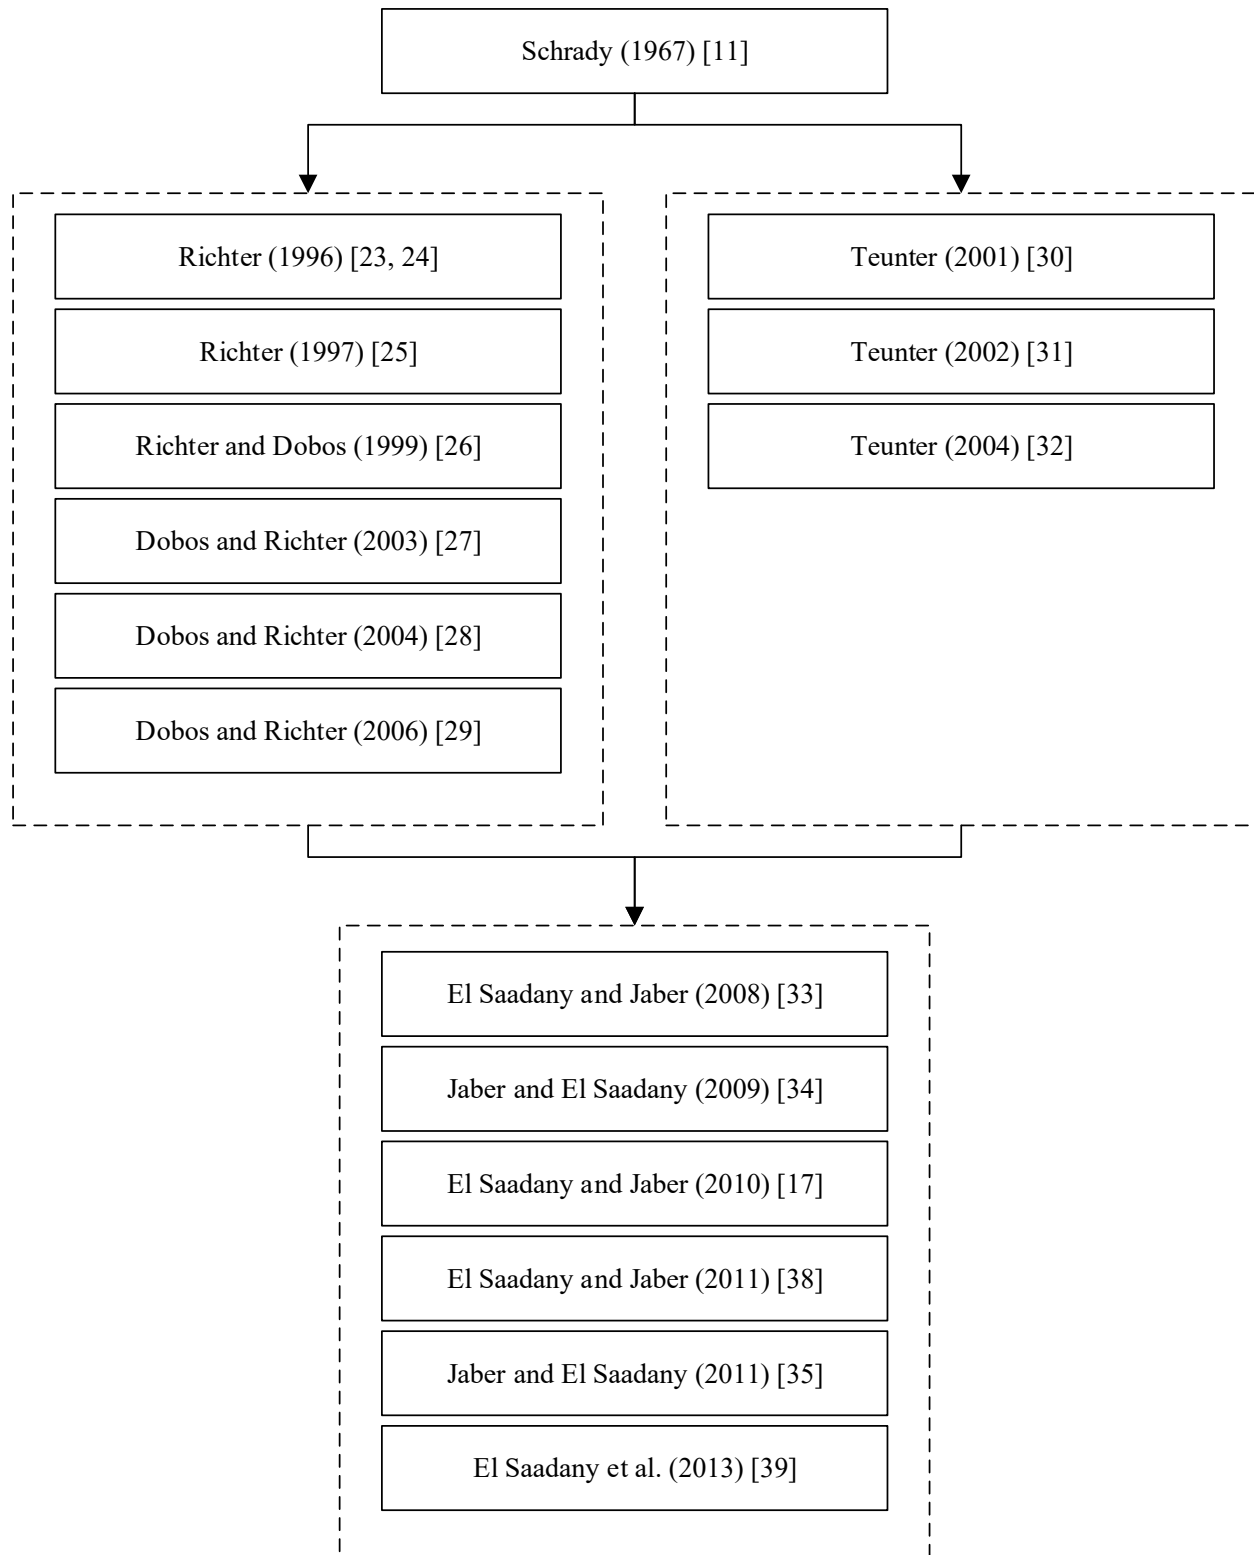 Schrady (1967) [11]
Richter (1996) [23, 24]
Richter (1997) [25]
Richter and Dobos (1999) [26]
Dobos and Richter (2003) [27]
Dobos and Richter (2004) [28]
Dobos and Richter (2006) [29]
Teunter (2001) [30]
Teunter (2002) [31]
Teunter (2004) [32]
El Saadany and Jaber (2008) [33]
Jaber and El Saadany (2009) [34]
El Saadany and Jaber (2010) [17]
El Saadany and Jaber (2011) [38]
Jaber and El Saadany (2011) [35]
El Saadany et al. (2013) [39]